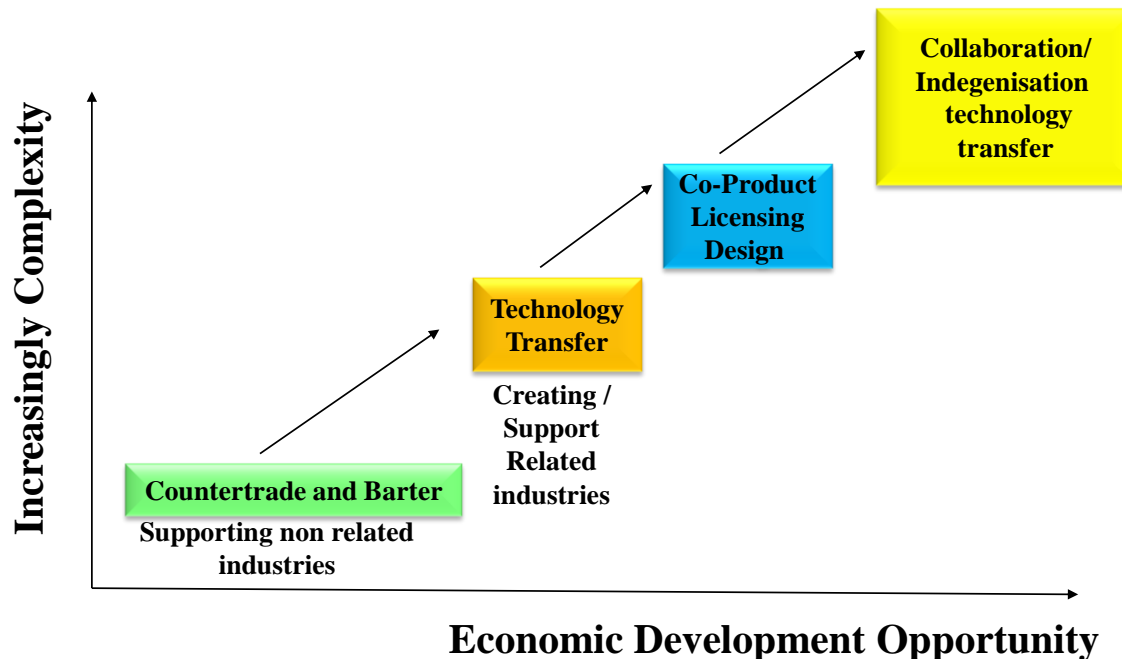 Collaboration/
Indegenisation
technology
transfer
Increasingly Complexity
Co-Product
Licensing
Design
Technology
Transfer
Creating /
Support
Related
industries
Countertrade and Barter
Supporting non related
industries
Economic Development Opportunity